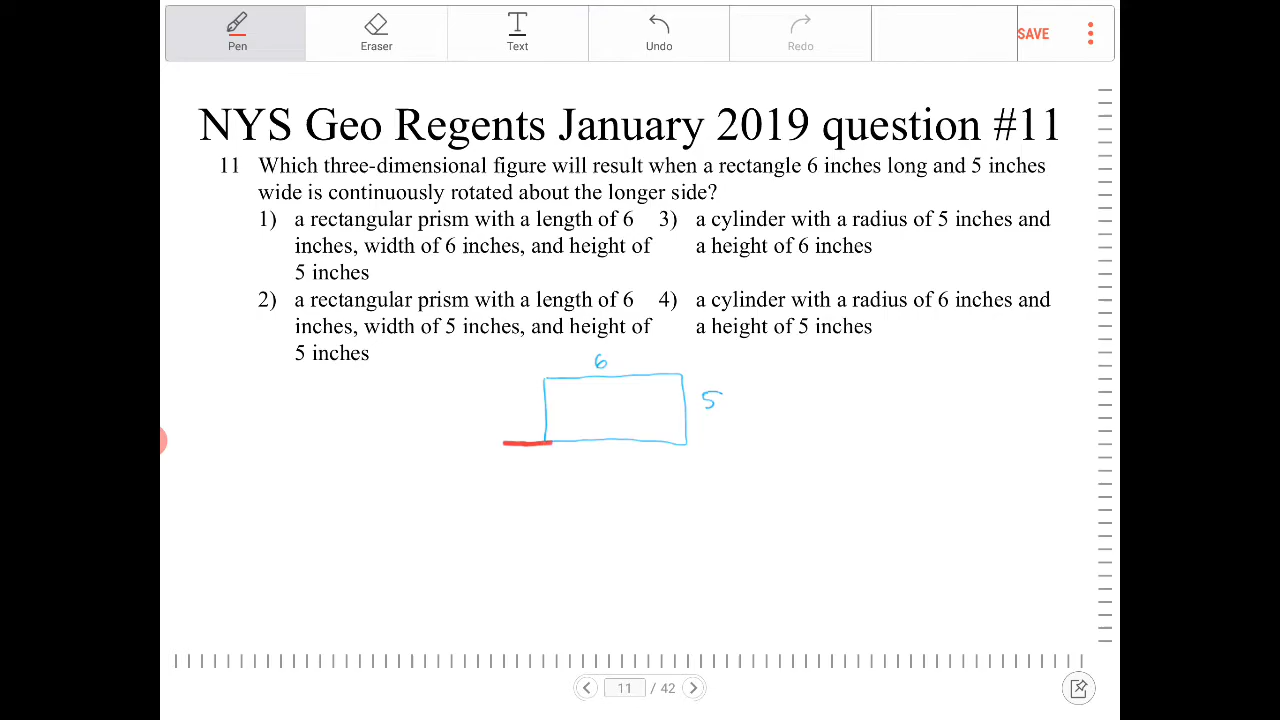 Pen Eraser Text Undo Redo SAVE
NYS Geo Regents January 2019 question #11
11 Which three-dimensional figure will result when a rectangle 6 inches long and 5 inches
wide is continuously rotated about the longer side?
1) a rectangular prism with a length of 6
inches, width of 6 inches, and height of
5 inches
2) a rectangular prism with a length of 6
inches, width of 5 inches, and height of
5 inches
3) a cylinder with a radius of 5 inches and
a height of 6 inches
4) a cylinder with a radius of 6 inches and
a height of 5 inches
6
5
11 / 42